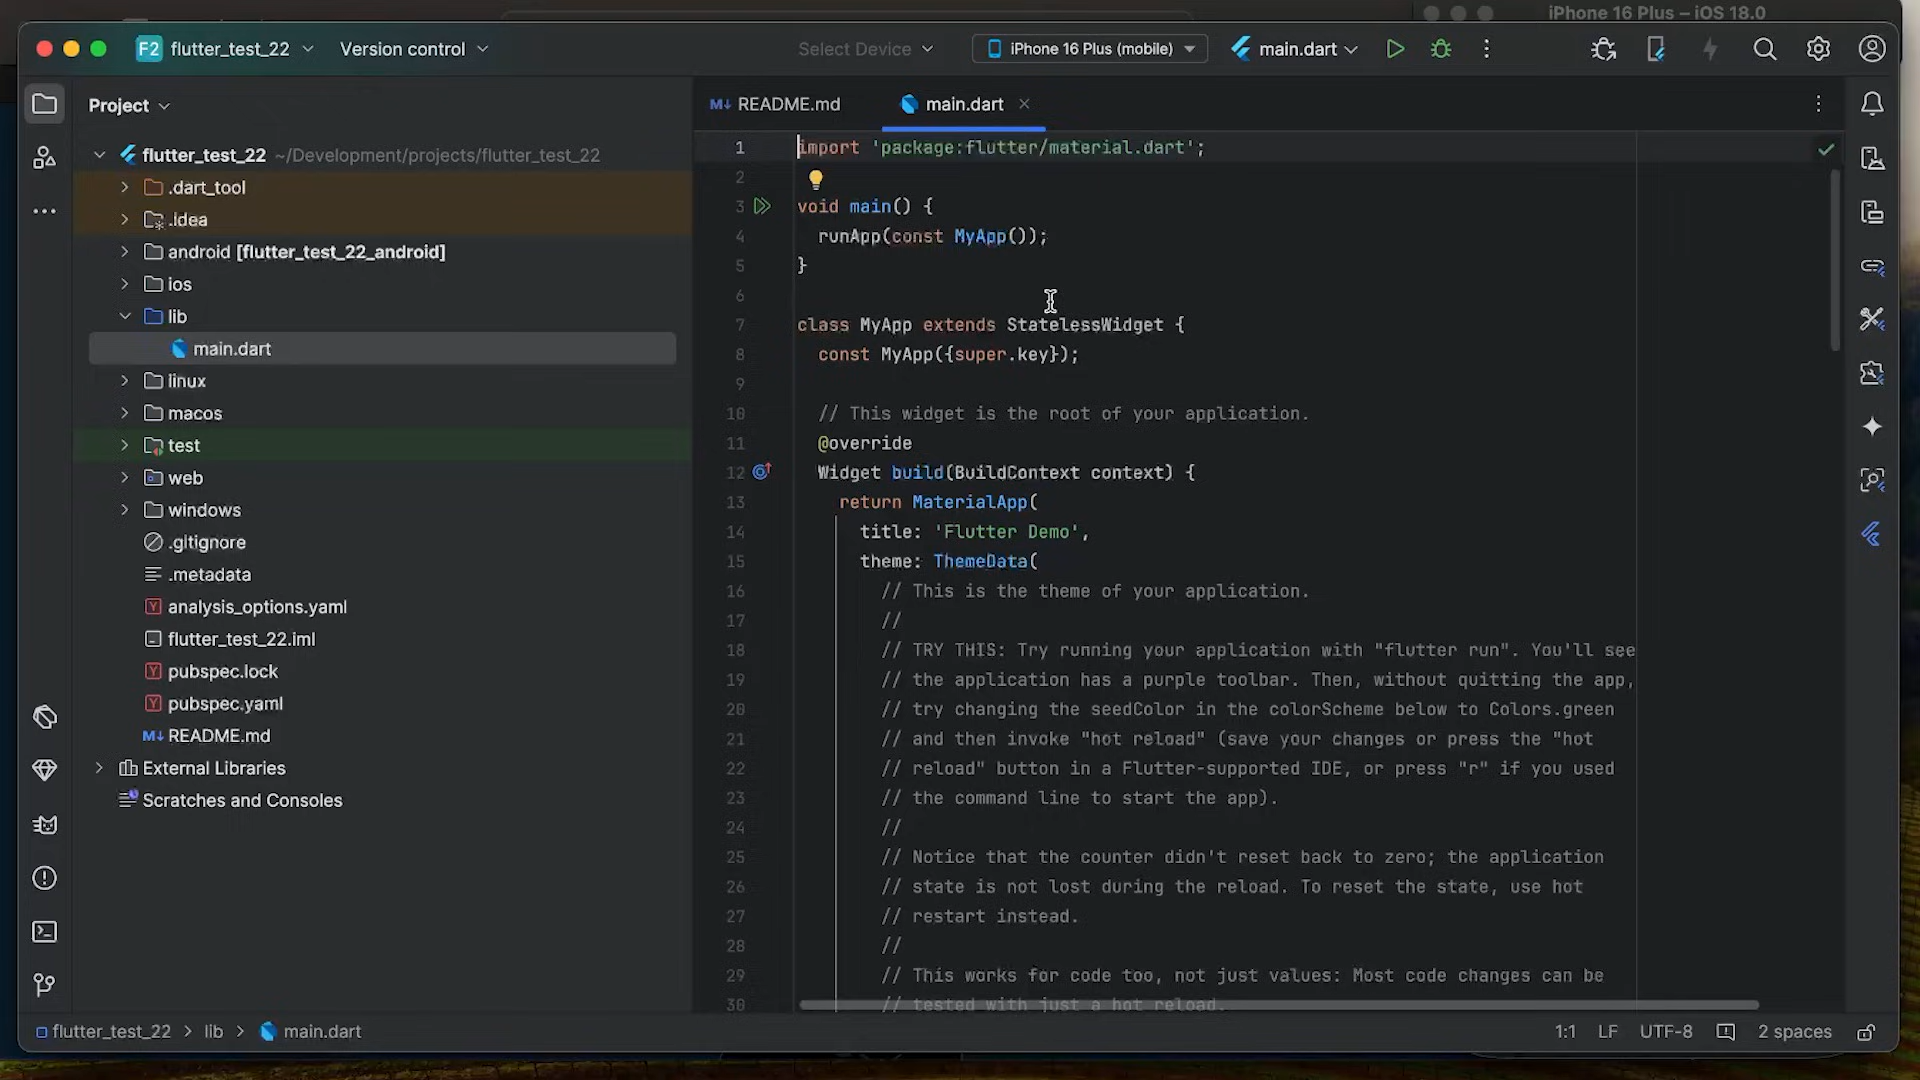 iPhone 16 Plus – iOS 18.0
F2 flutter_test_22
Version control
Select Device
iPhone 16 Plus (mobile)
main.dart
Project
M↓ README.md
main.dart
flutter_test_22 ~/Development/projects/flutter_test_22
.dart_tool
.idea
android [flutter_test_22_android]
ios
lib
main.dart
linux
macos
test
web
windows
.gitignore
.metadata
Y analysis_options.yaml
flutter_test_22.iml
Y pubspec.lock
Y pubspec.yaml
M↓ README.md
External Libraries
Scratches and Consoles
1 import 'package:flutter/material.dart';
2
3 void main() {
4 runApp(const MyApp());
5 }
6
7 class MyApp extends StatelessWidget {
8 const MyApp({super.key});
9
10 // This widget is the root of your application.
11 @override
12 Widget build(BuildContext context) {
13 return MaterialApp(
14 title: 'Flutter Demo',
15 theme: ThemeData(
16 // This is the theme of your application.
17 //
18 // TRY THIS: Try running your application with "flutter run". You'll see
19 // the application has a purple toolbar. Then, without quitting the app,
20 // try changing the seedColor in the colorScheme below to Colors.green
21 // and then invoke "hot reload" (save your changes or press the "hot
22 // reload" button in a Flutter-supported IDE, or press "r" if you used
23 // the command line to start the app).
24 //
25 // Notice that the counter didn't reset back to zero; the application
26 // state is not lost during the reload. To reset the state, use hot
27 // restart instead.
28 //
29 // This works for code too, not just values: Most code changes can be
30 // tested with just a hot reload.
flutter_test_22 > lib > main.dart
1:1
LF
UTF-8
2 spaces